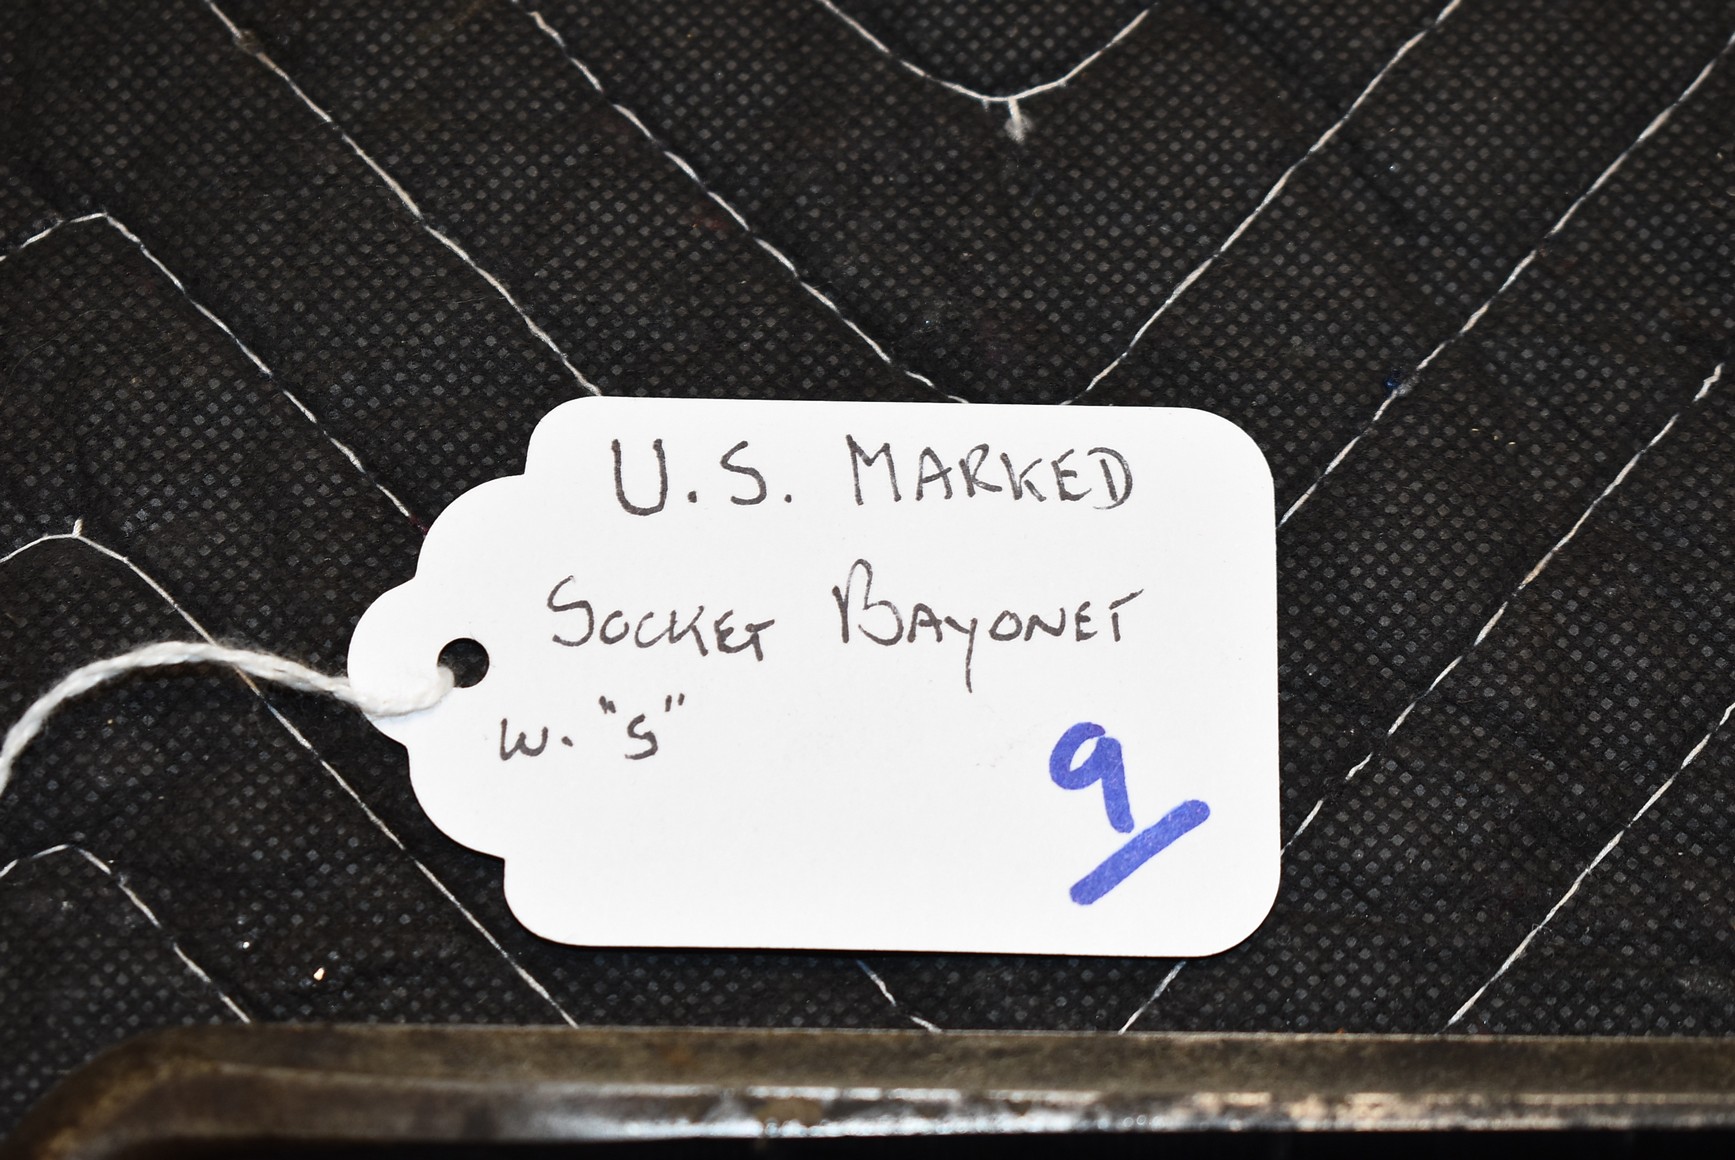 U.S. MARKED
SOCKET BAYONET
W. "S"
9